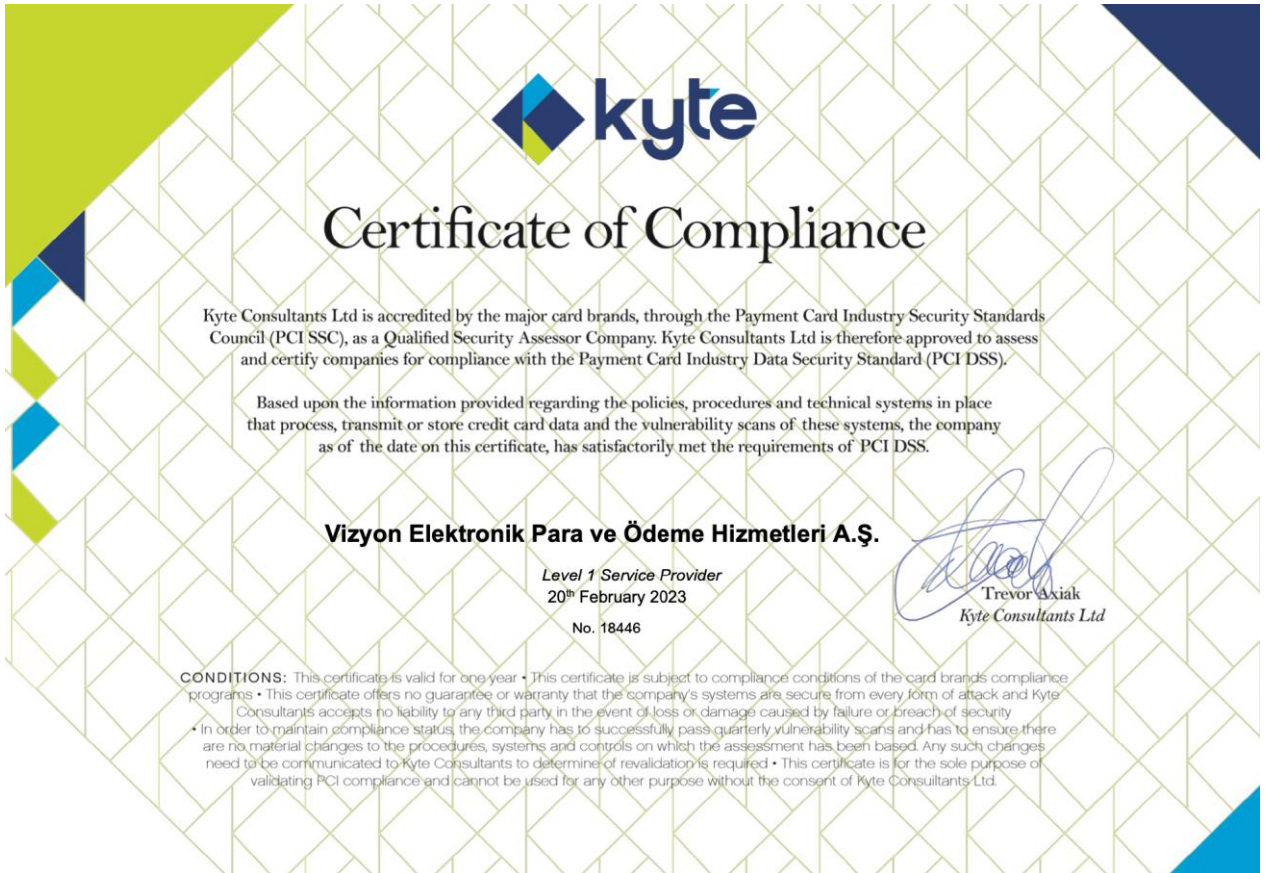 kyte
Certificate of Compliance
Kyte Consultants Ltd is accredited by the major card brands, through the Payment Card Industry Security Standards
Council (PCI SSC), as a Qualified Security Assessor Company. Kyte Consultants Ltd is therefore approved to assess
and certify companies for compliance with the Payment Card Industry Data Security Standard (PCI DSS).
Based upon the information provided regarding the policies, procedures and technical systems in place
that process, transmit or store credit card data and the vulnerability scans of these systems, the company
as of the date on this certificate, has satisfactorily met the requirements of PCI DSS.
Vizyon Elektronik Para ve Ödeme Hizmetleri A.Ş.
Level 1 Service Provider
20th February 2023
No. 18446
Trevor Axiak
Kyte Consultants Ltd
CONDITIONS: This certificate is valid for one year • This certificate is subject to compliance conditions of the card brands compliance
programs • This certificate offers no guarantee or warranty that the company's systems are secure from every form of attack and Kyte
Consultants accepts no liability to any third party in the event of loss or damage caused by failure or breach of security
• In order to maintain compliance status, the company has to successfully pass quarterly vulnerability scans and has to ensure there
are no material changes to the procedures, systems and controls on which the assessment has been based. Any such changes
need to be communicated to Kyte Consultants to determine of revalidation is required • This certificate is for the sole purpose of
validating PCI compliance and cannot be used for any other purpose without the consent of Kyte Consultants Ltd.